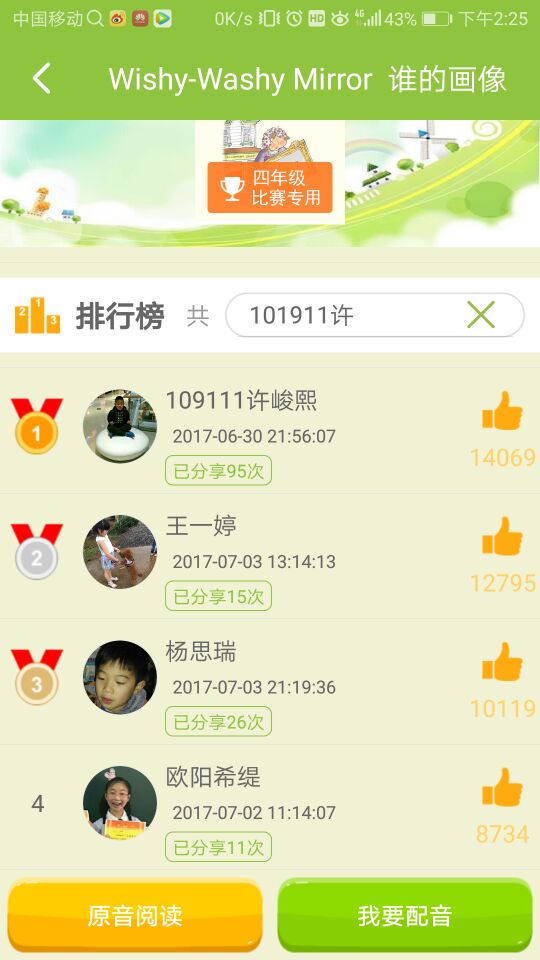 中国移动 0K/s HD 4G 43% 下午2:25
Wishy-Washy Mirror 谁的画像
四年级
比赛专用
2 1 3 排行榜 共 101911许
1 109111许峻熙
2017-06-30 21:56:07
14069
已分享95次
2 王一婷
2017-07-03 13:14:13
12795
已分享15次
3 杨思瑞
2017-07-03 21:19:36
10119
已分享26次
4 欧阳希缇
2017-07-02 11:14:07
8734
已分享11次
原音阅读 我要配音